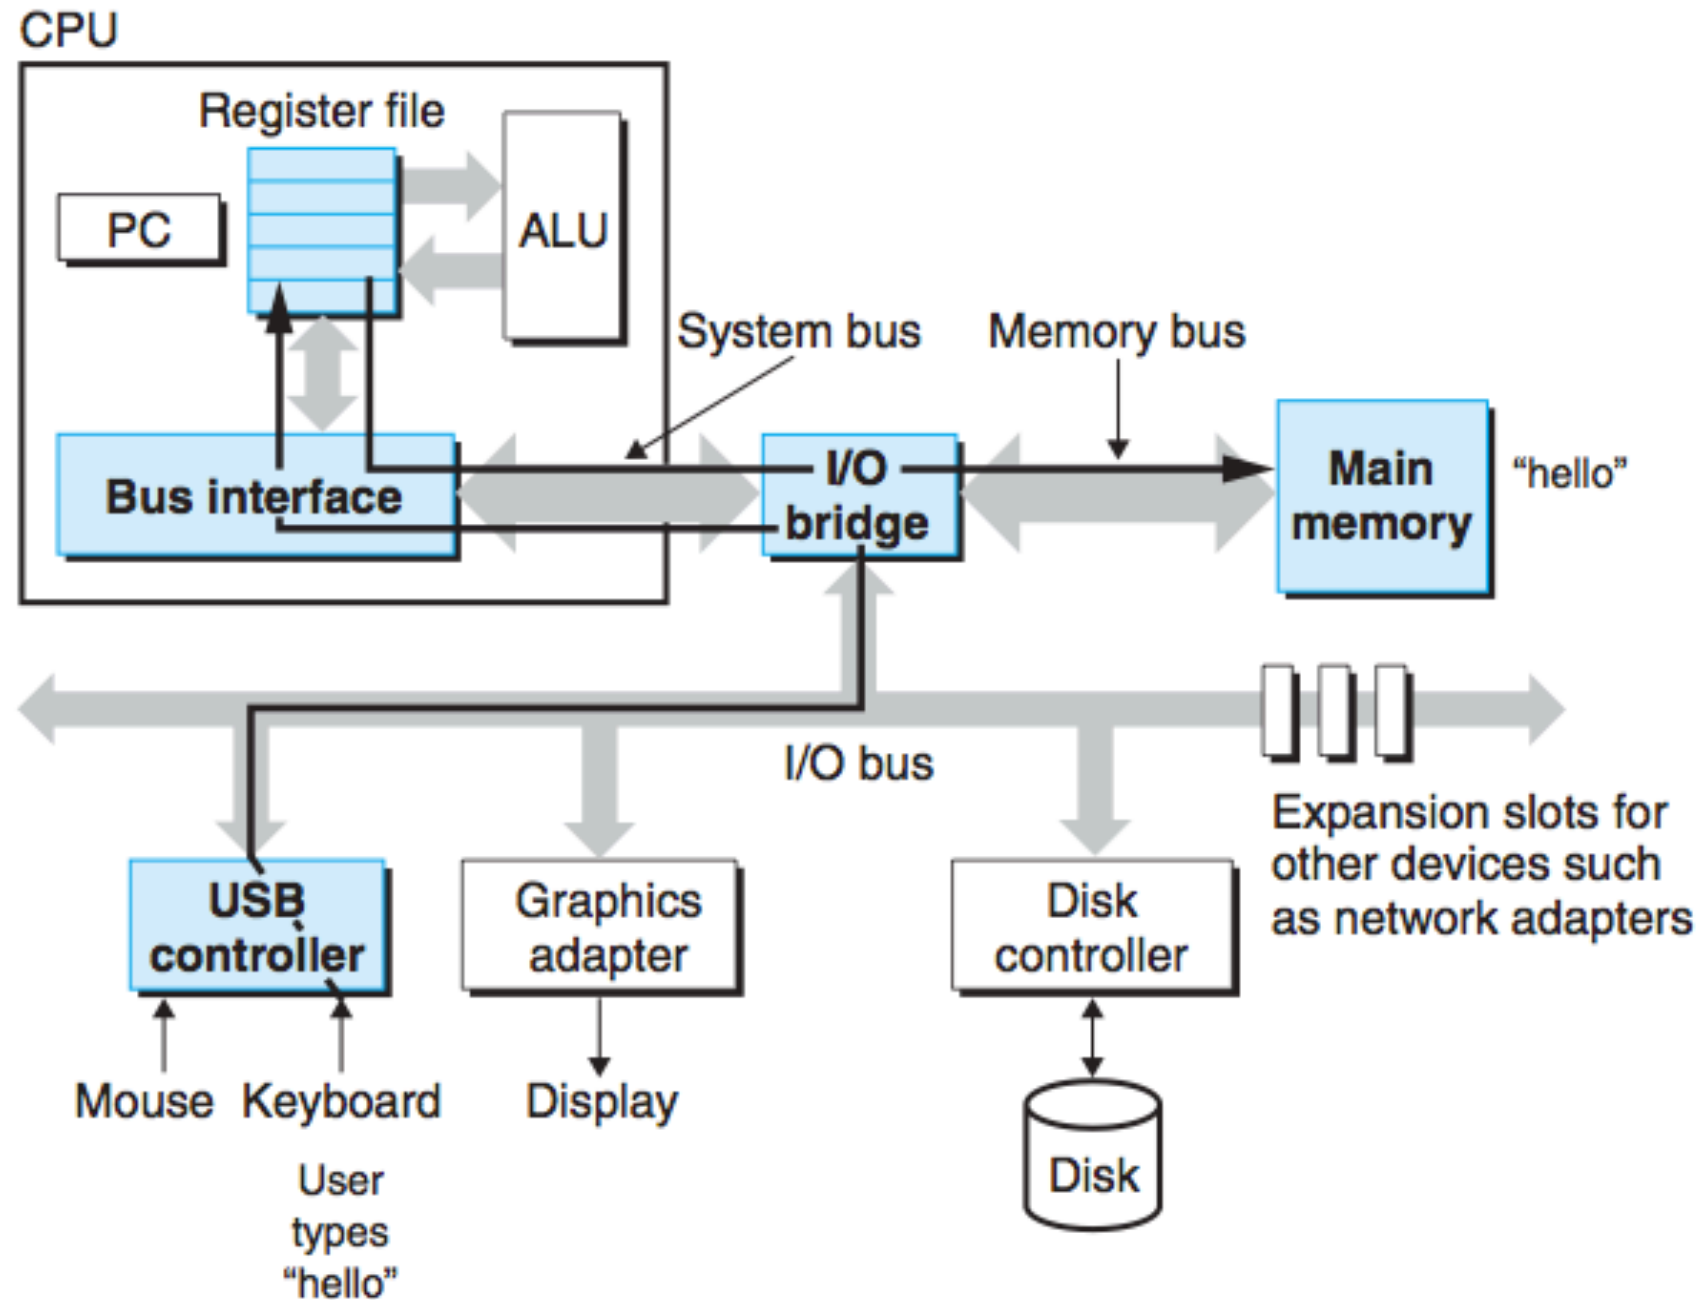 CPU
Register file
PC
ALU
System bus
Memory bus
Bus interface
I/O
bridge
Main
memory
“hello”
I/O bus
Expansion slots for
other devices such
as network adapters
USB
controller
Graphics
adapter
Disk
controller
Mouse
Keyboard
Display
Disk
User
types
“hello”